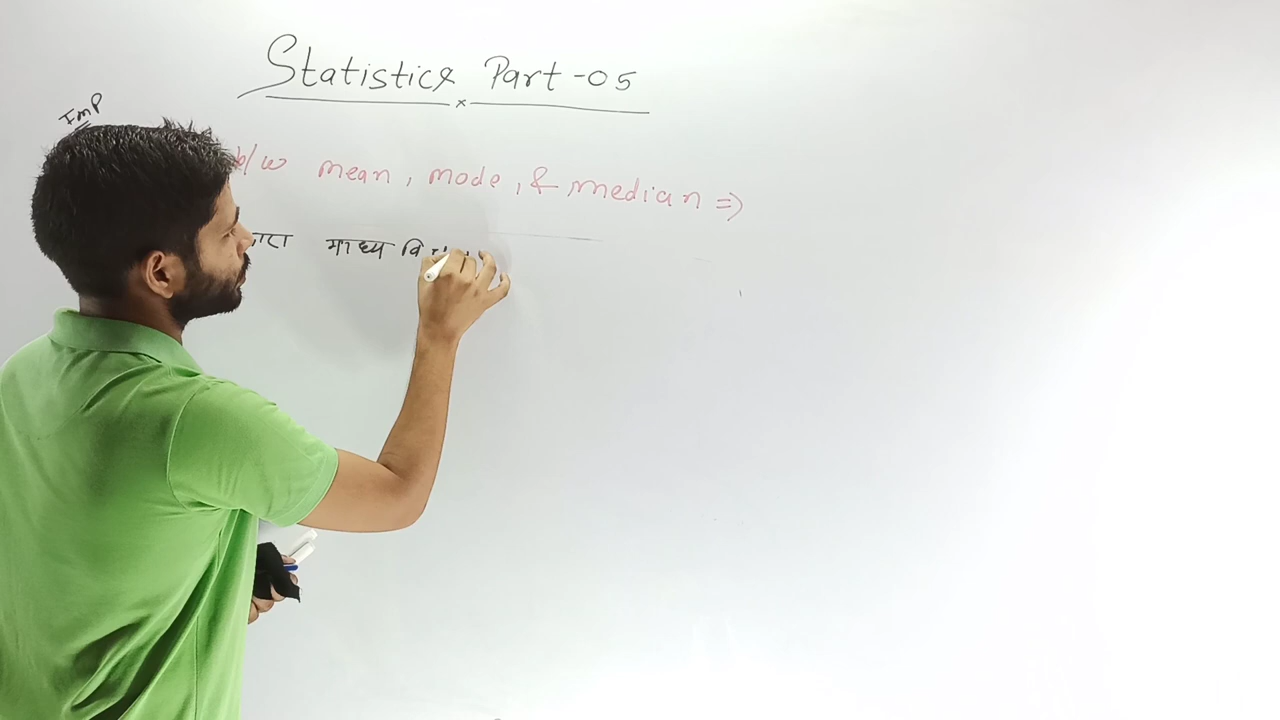 Statistics Part-05
Imp
b/w mean, mode, & median ⇒
माध्य